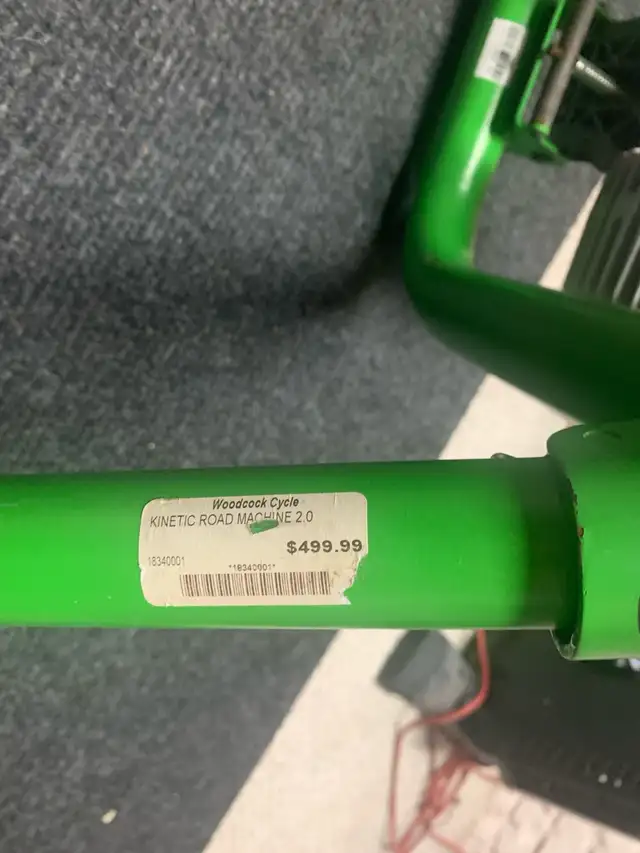 Woodcock Cycle
KINETIC ROAD MACHINE 2.0
$499.99
18340001
*18340001*